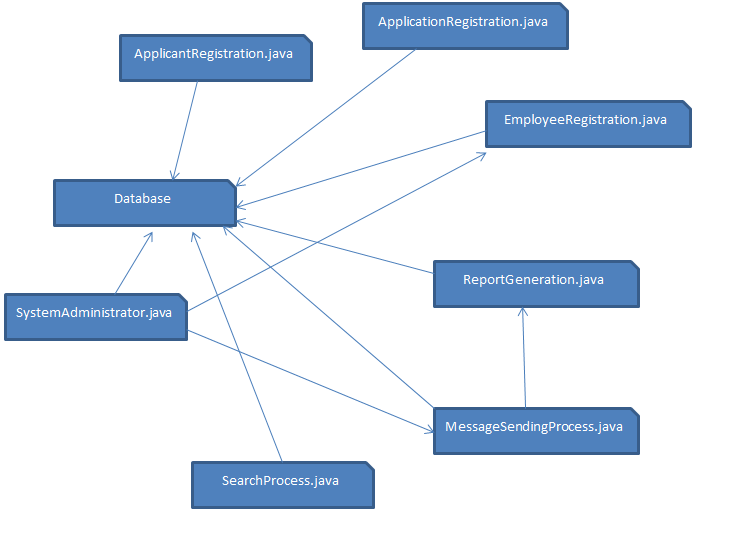 ApplicationRegistration.java
ApplicantRegistration.java
EmployeeRegistration.java
Database
ReportGeneration.java
SystemAdministrator.java
MessageSendingProcess.java
SearchProcess.java